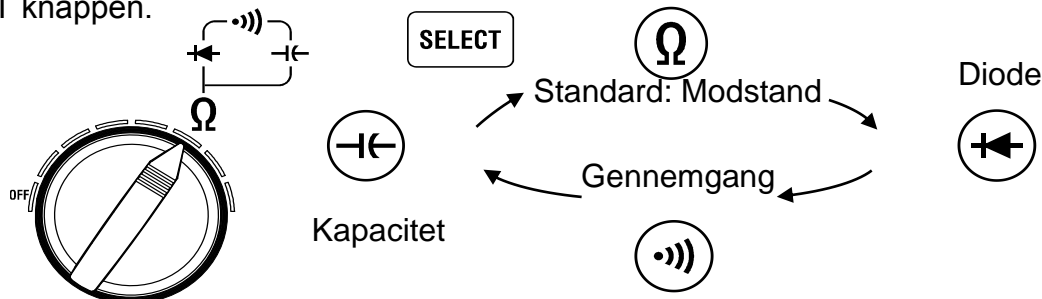 knappen.
SELECT
Ω
Standard: Modstand
Diode
Ω
Gennemgang
OFF
Kapacitet